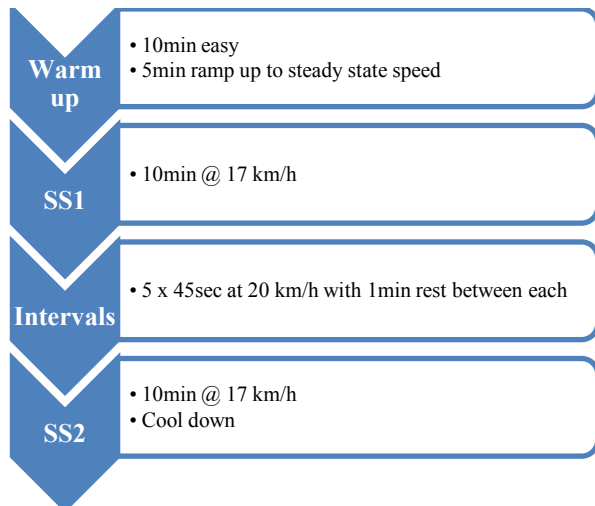 Warm
up
• 10min easy
• 5min ramp up to steady state speed
SS1
• 10min @ 17 km/h
Intervals
• 5 x 45sec at 20 km/h with 1min rest between each
SS2
• 10min @ 17 km/h
• Cool down